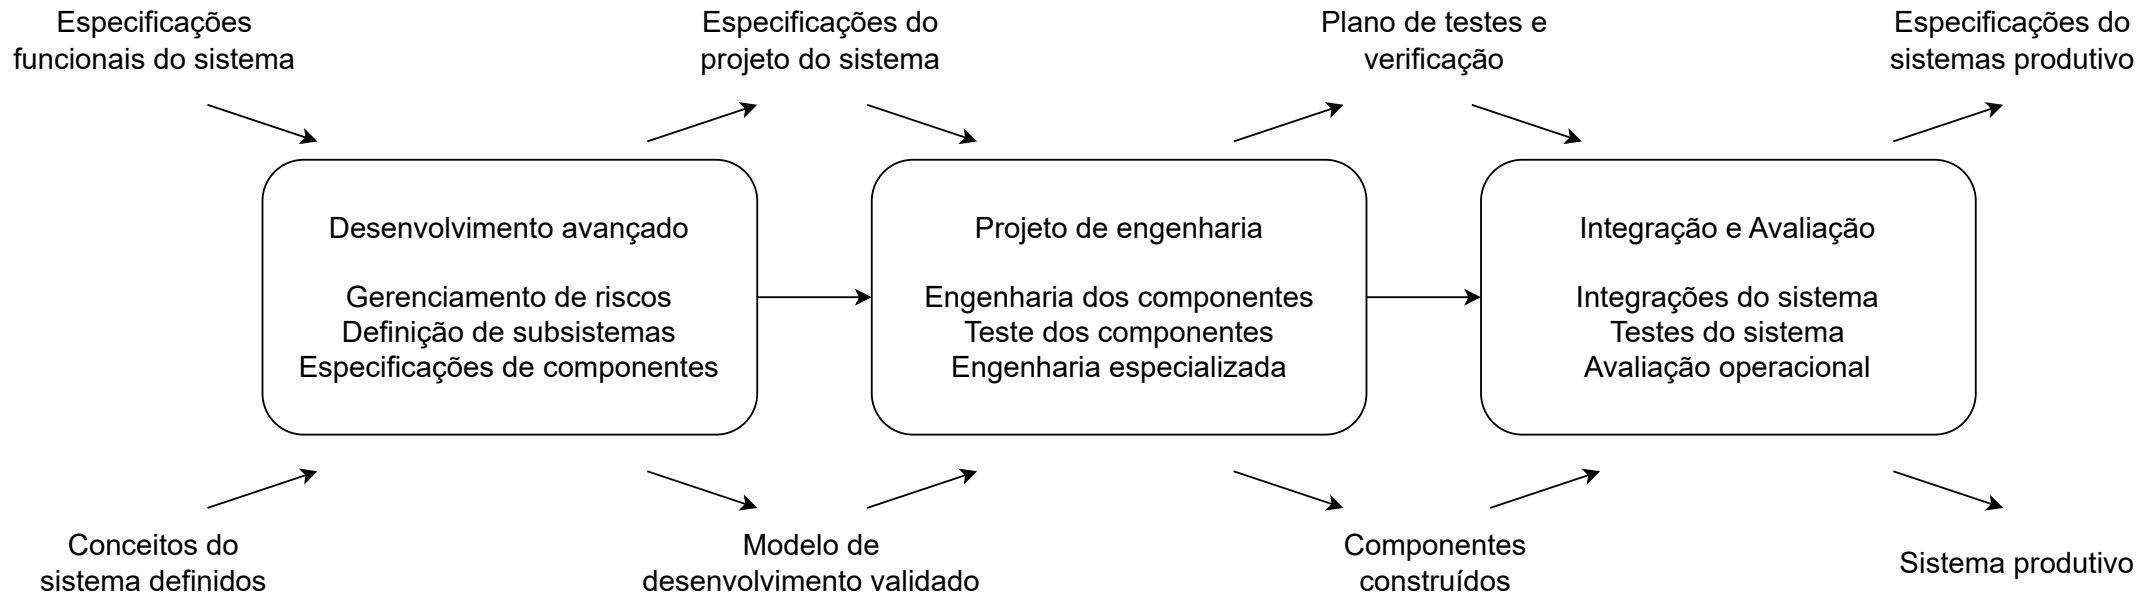 Especificações
funcionais do sistema
Especificações do
projeto do sistema
Plano de testes e
verificação
Especificações do
sistemas produtivo
Desenvolvimento avançado
Gerenciamento de riscos
Definição de subsistemas
Especificações de componentes
Projeto de engenharia
Engenharia dos componentes
Teste dos componentes
Engenharia especializada
Integração e Avaliação
Integrações do sistema
Testes do sistema
Avaliação operacional
Conceitos do
sistema definidos
Modelo de
desenvolvimento validado
Componentes
construídos
Sistema produtivo